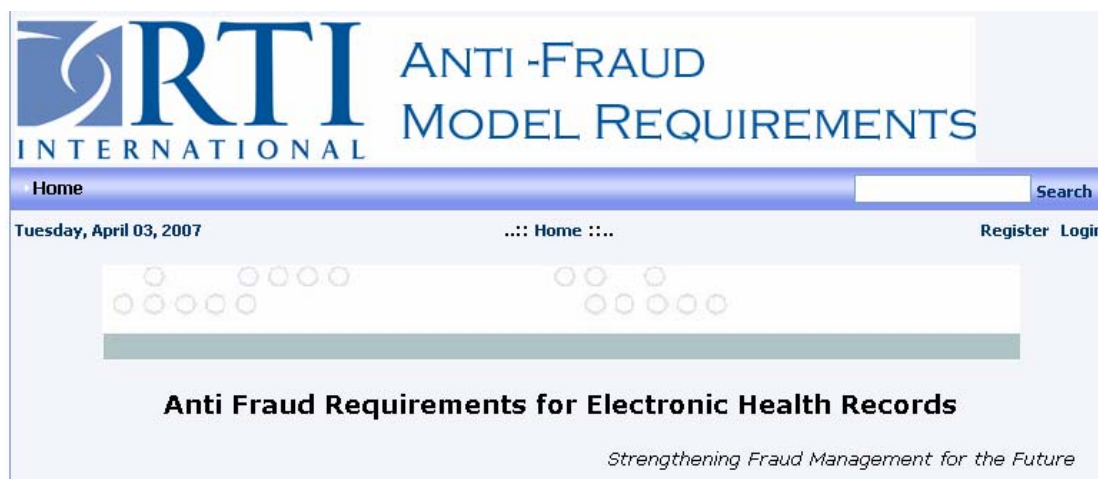 RTI
INTERNATIONAL
ANTI -FRAUD
MODEL REQUIREMENTS
Home
Search
Tuesday, April 03, 2007
..:: Home ::..
Register Login
Anti Fraud Requirements for Electronic Health Records
Strengthening Fraud Management for the Future